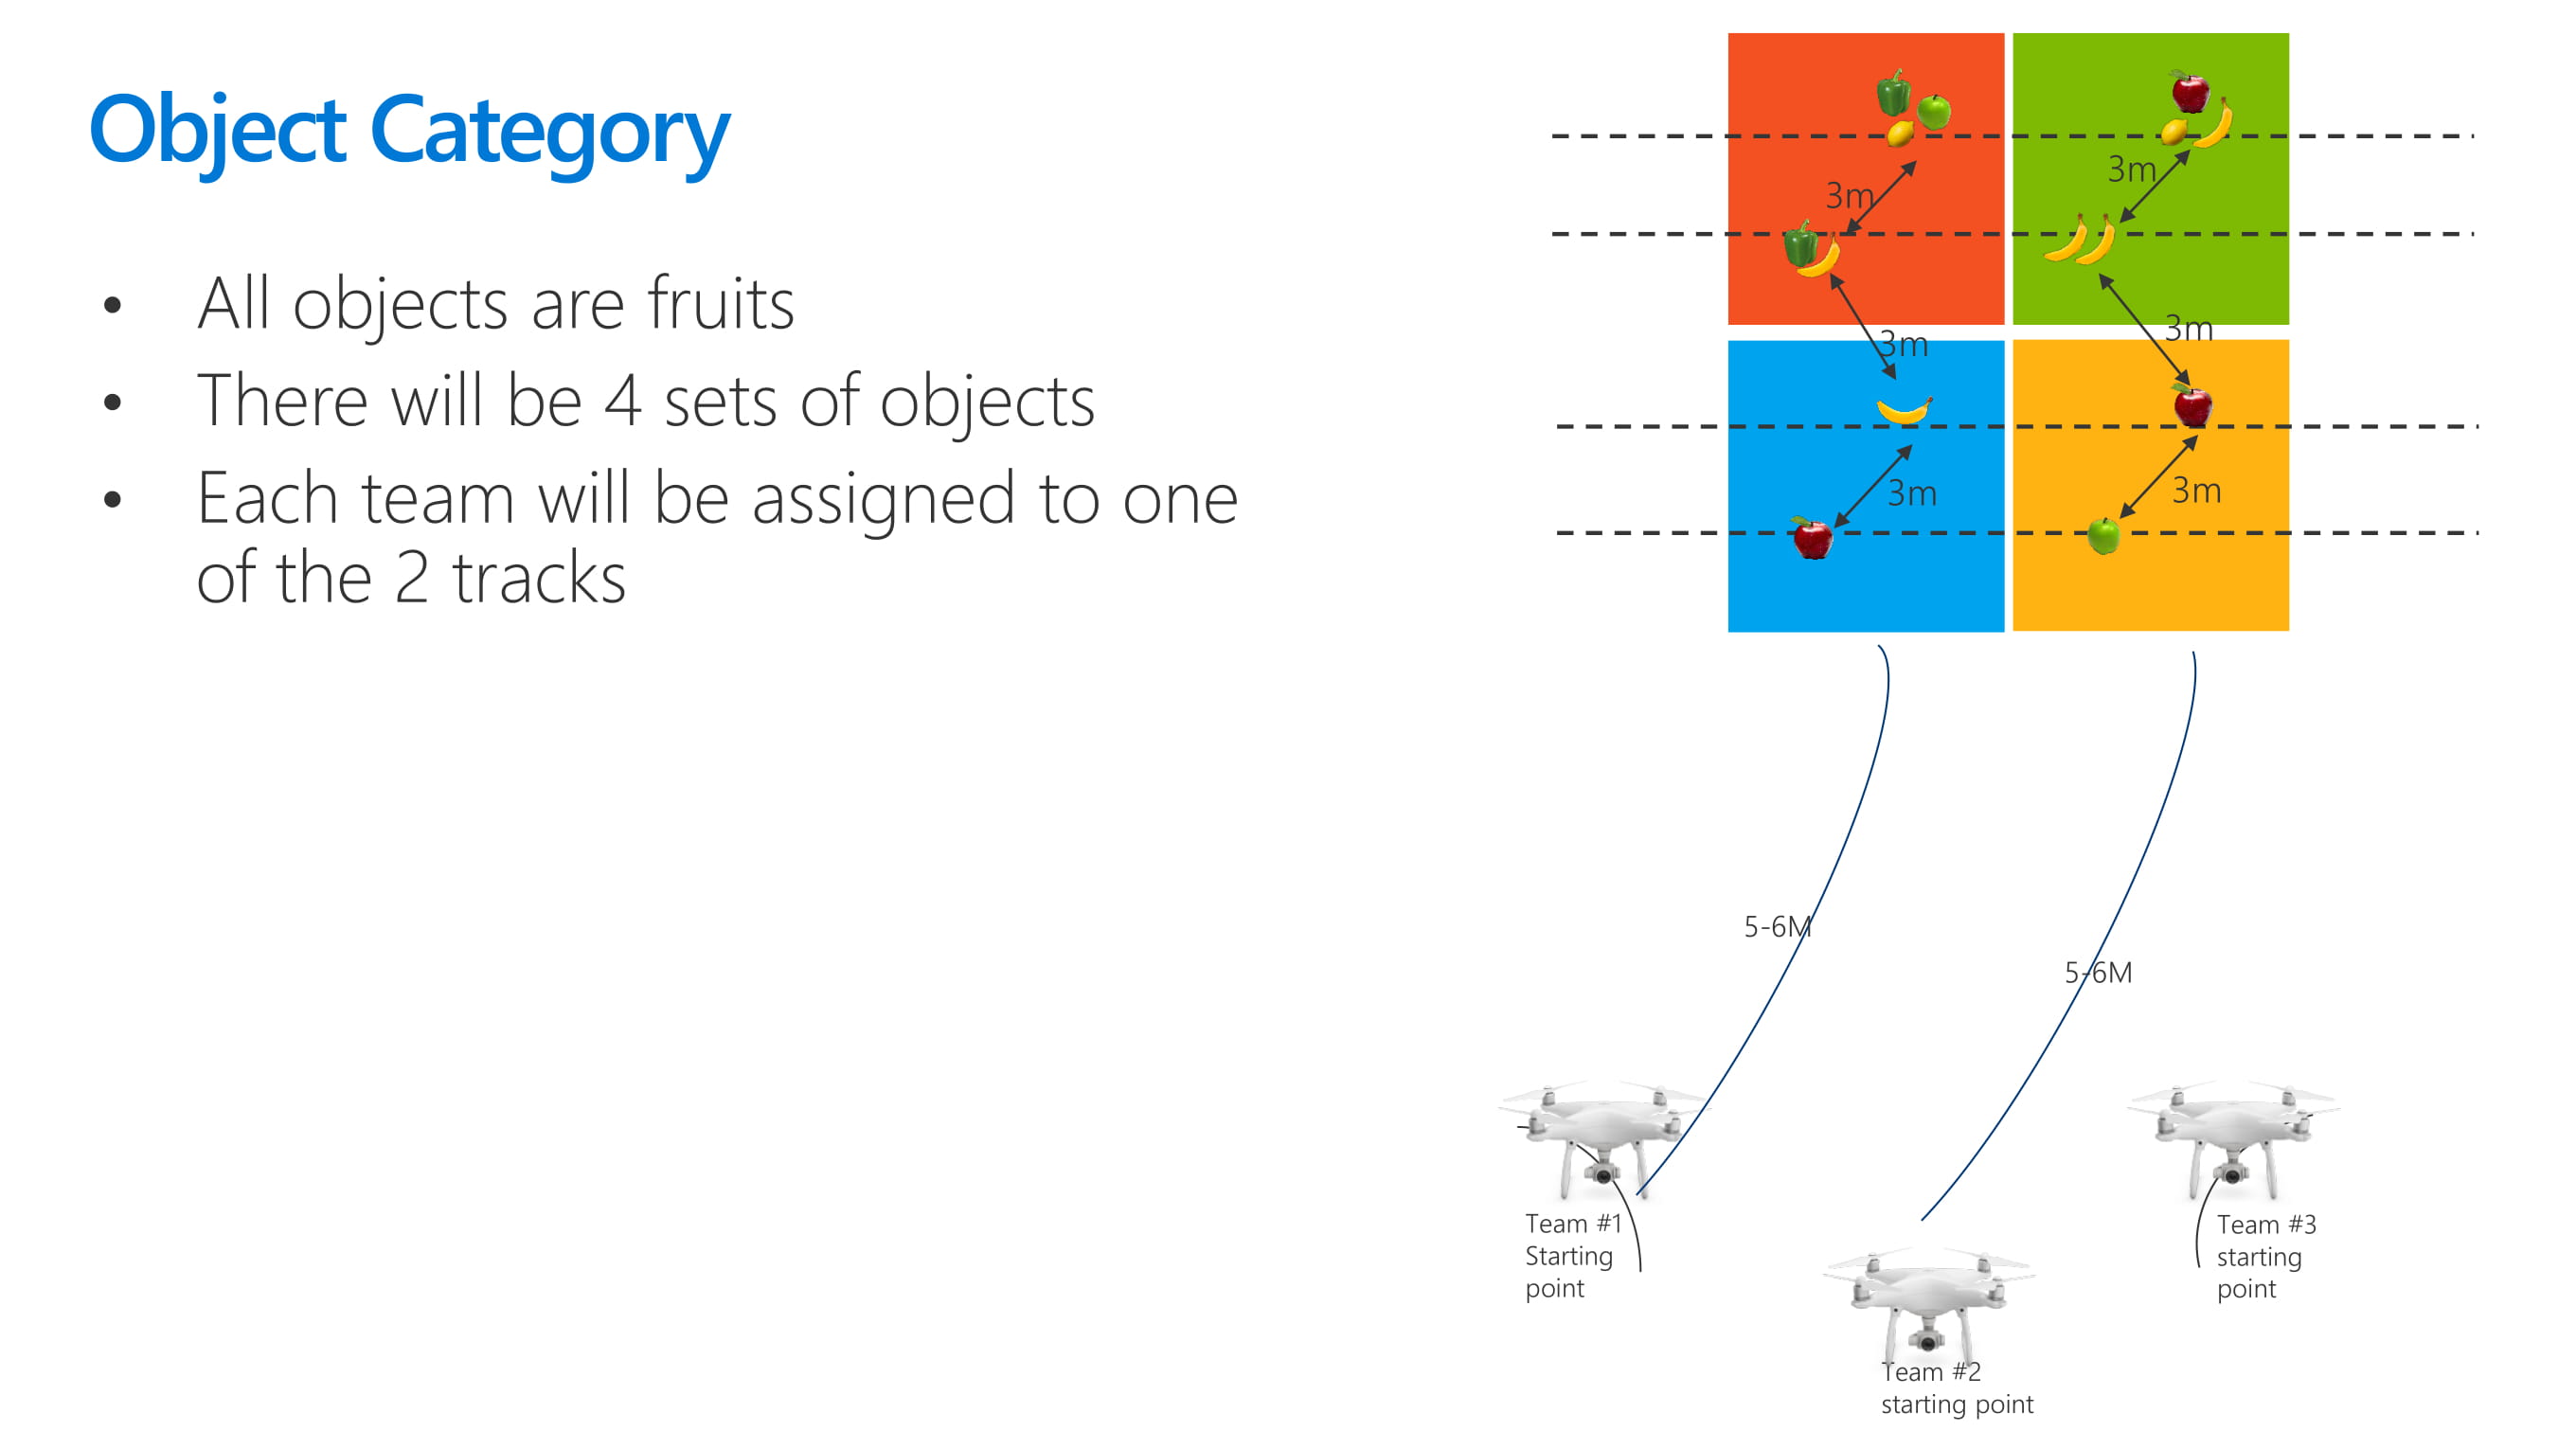 Object Category
• All objects are fruits
• There will be 4 sets of objects
• Each team will be assigned to one
of the 2 tracks
3m
3m
3m
3m
3m
3m
5-6M
5-6M
Team #1
Starting
point
Team #2
starting point
Team #3
starting
point